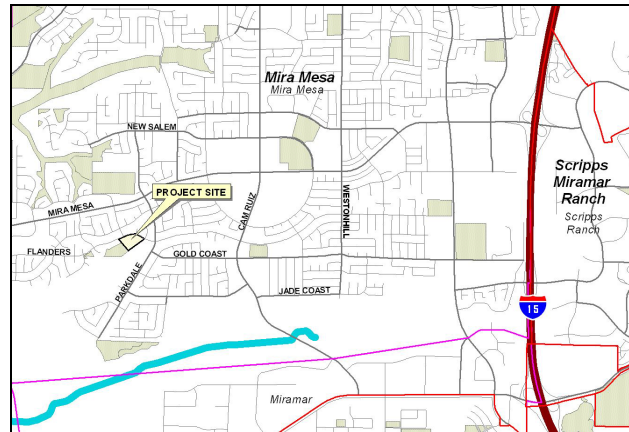 Mira Mesa
Mira Mesa
NEW SALEM
Scripps
Miramar
Ranch
Scripps
Ranch
PROJECT SITE
MIRA MESA
CAM RUIZ
WESTONHILL
FLANDERS
GOLD COAST
PARKDALE
JADE COAST
15
Miramar